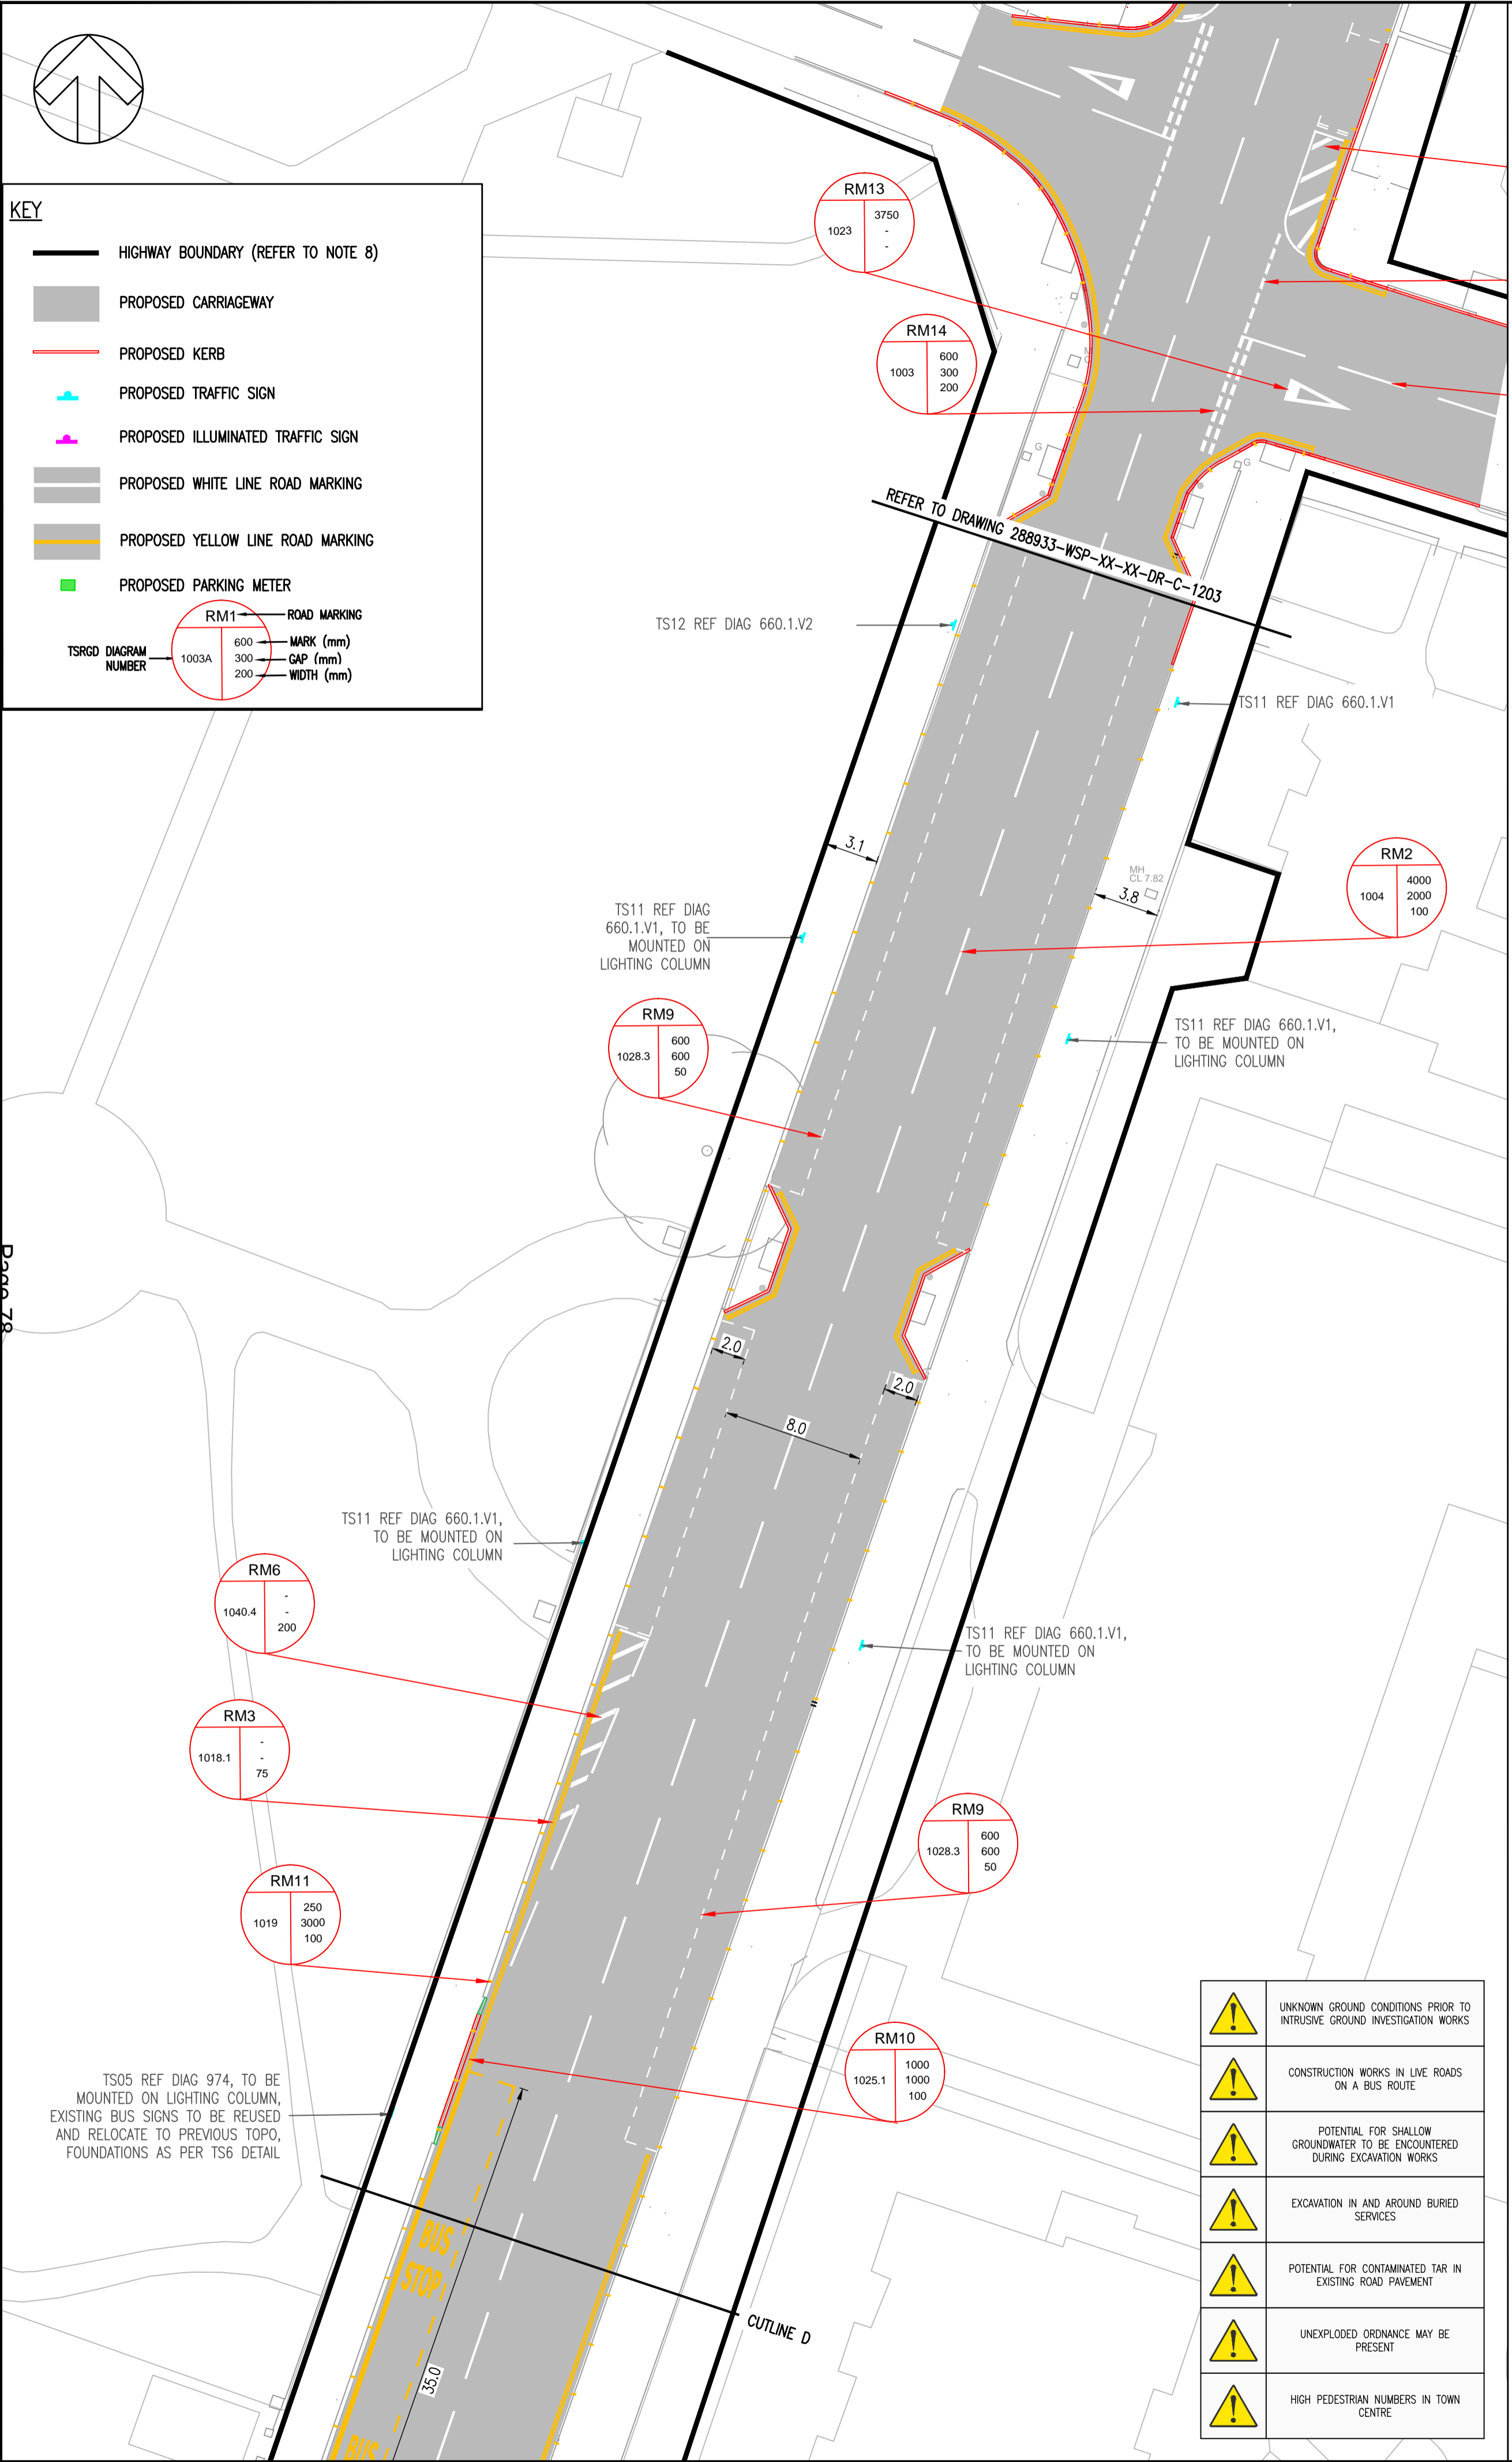 KEY
HIGHWAY BOUNDARY (REFER TO NOTE 8)
PROPOSED CARRIAGEWAY
PROPOSED KERB
PROPOSED TRAFFIC SIGN
PROPOSED ILLUMINATED TRAFFIC SIGN
PROPOSED WHITE LINE ROAD MARKING
PROPOSED YELLOW LINE ROAD MARKING
PROPOSED PARKING METER
RM1
ROAD MARKING
TSRGD DIAGRAM
NUMBER
1003A
600
MARK (mm)
300
GAP (mm)
200
WIDTH (mm)
RM13
1023
3750
-
-
RM14
1003
600
300
200
G
G
REFER TO DRAWING 288933-WSP-XX-XX-DR-C-1203
TS12 REF DIAG 660.1.V2
TS11 REF DIAG 660.1.V1
3.1
MH
CL 7.82
3.8
RM2
1004
4000
2000
100
TS11 REF DIAG
660.1.V1, TO BE
MOUNTED ON
LIGHTING COLUMN
RM9
1028.3
600
600
50
TS11 REF DIAG 660.1.V1,
TO BE MOUNTED ON
LIGHTING COLUMN
Page 78
2.0
2.0
8.0
TS11 REF DIAG 660.1.V1,
TO BE MOUNTED ON
LIGHTING COLUMN
RM6
1040.4
-
-
200
TS11 REF DIAG 660.1.V1,
TO BE MOUNTED ON
LIGHTING COLUMN
RM3
1018.1
-
-
75
RM9
1028.3
600
600
50
RM11
1019
250
3000
100
RM10
1025.1
1000
1000
100
TS05 REF DIAG 974, TO BE
MOUNTED ON LIGHTING COLUMN,
EXISTING BUS SIGNS TO BE REUSED
AND RELOCATE TO PREVIOUS TOPO,
FOUNDATIONS AS PER TS6 DETAIL
BUS
STOP
35.0
BUS
CUTLINE D
UNKNOWN GROUND CONDITIONS PRIOR TO
INTRUSIVE GROUND INVESTIGATION WORKS
CONSTRUCTION WORKS IN LIVE ROADS
ON A BUS ROUTE
POTENTIAL FOR SHALLOW
GROUNDWATER TO BE ENCOUNTERED
DURING EXCAVATION WORKS
EXCAVATION IN AND AROUND BURIED
SERVICES
POTENTIAL FOR CONTAMINATED TAR IN
EXISTING ROAD PAVEMENT
UNEXPLODED ORDNANCE MAY BE
PRESENT
HIGH PEDESTRIAN NUMBERS IN TOWN
CENTRE